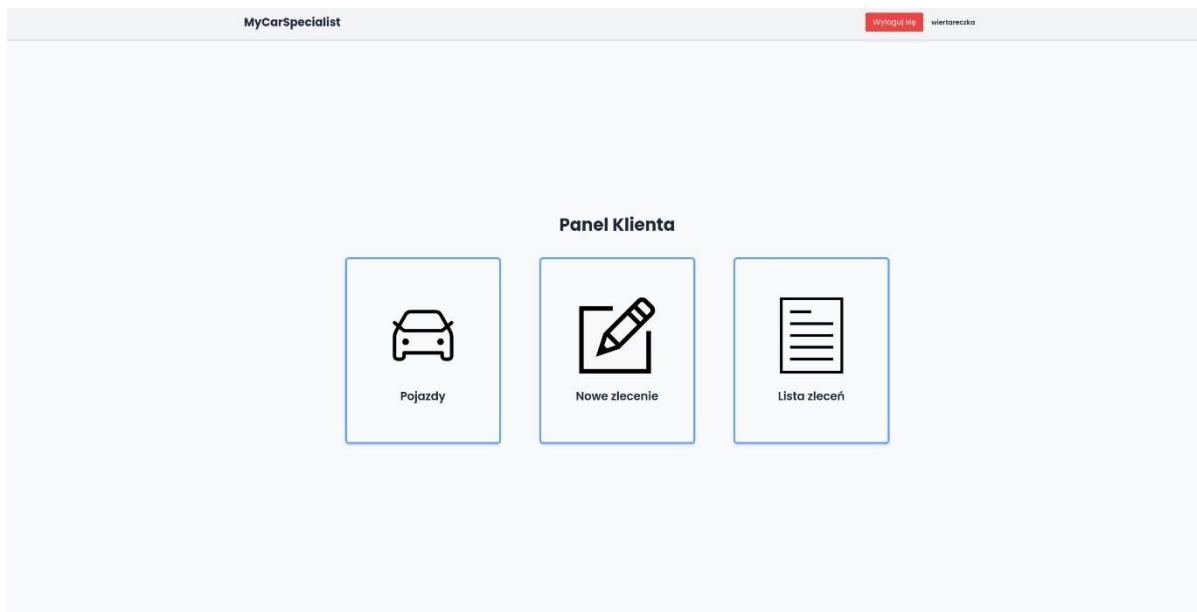 MyCarSpecialist
Wyloguj się
wiertareczka
Panel Klienta
Pojazdy
Nowe zlecenie
Lista zleceń